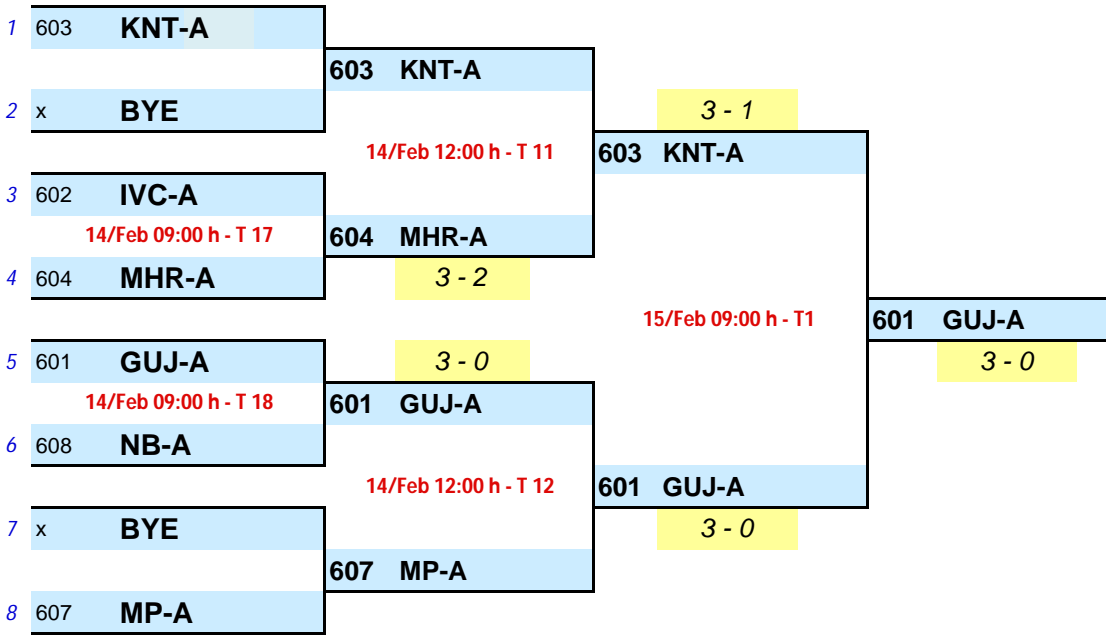 1 603 KNT-A
603 KNT-A
2 x BYE
3 - 1
14/Feb 12:00 h - T 11
603 KNT-A
3 602 IVC-A
14/Feb 09:00 h - T 17
604 MHR-A
4 604 MHR-A
3 - 2
15/Feb 09:00 h - T1
601 GUJ-A
5 601 GUJ-A
3 - 0
3 - 0
14/Feb 09:00 h - T 18
601 GUJ-A
6 608 NB-A
14/Feb 12:00 h - T 12
601 GUJ-A
7 x BYE
3 - 0
607 MP-A
8 607 MP-A